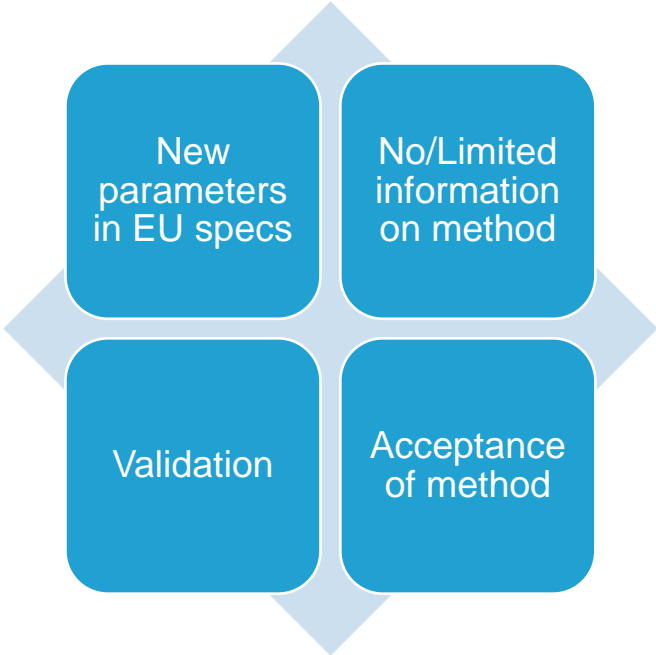 New
parameters
in EU specs
No/Limited
information
on method
Validation
Acceptance
of method